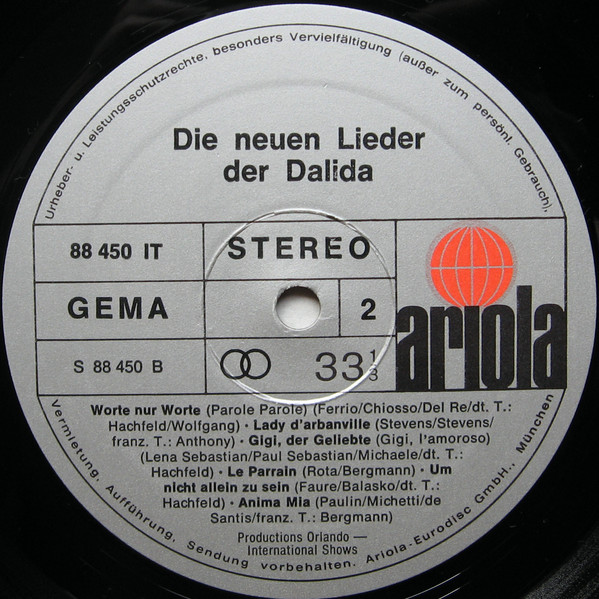 Urheber- u. Leistungsschutzrechte, besonders Vervielfältigung (außer zum persönl. Gebrauch),
Die neuen Lieder
der Dalida
88 450 IT
STEREO
GEMA
2
ariola
S 88 450 B
33 1/3
Worte nur Worte (Parole Parole) (Ferrio/Chiosso/Del Re/dt. T.:
Hachfeld/Wolfgang) · Lady d'arbanville (Stevens/Stevens/
franz. T.: Anthony) · Gigi, der Geliebte (Gigi, l'amoroso)
(Lena Sebastian/Paul Sebastian/Michaele/dt. T.:
Hachfeld) · Le Parrain (Rota/Bergmann) · Um
nicht allein zu sein (Faure/Balasko/dt. T.:
Hachfeld) · Anima Mia (Paulin/Michetti/de
Santis/franz. T.: Bergmann)
Productions Orlando —
International Shows
Vermietung, Aufführung, Sendung vorbehalten. Ariola-Eurodisc GmbH., München